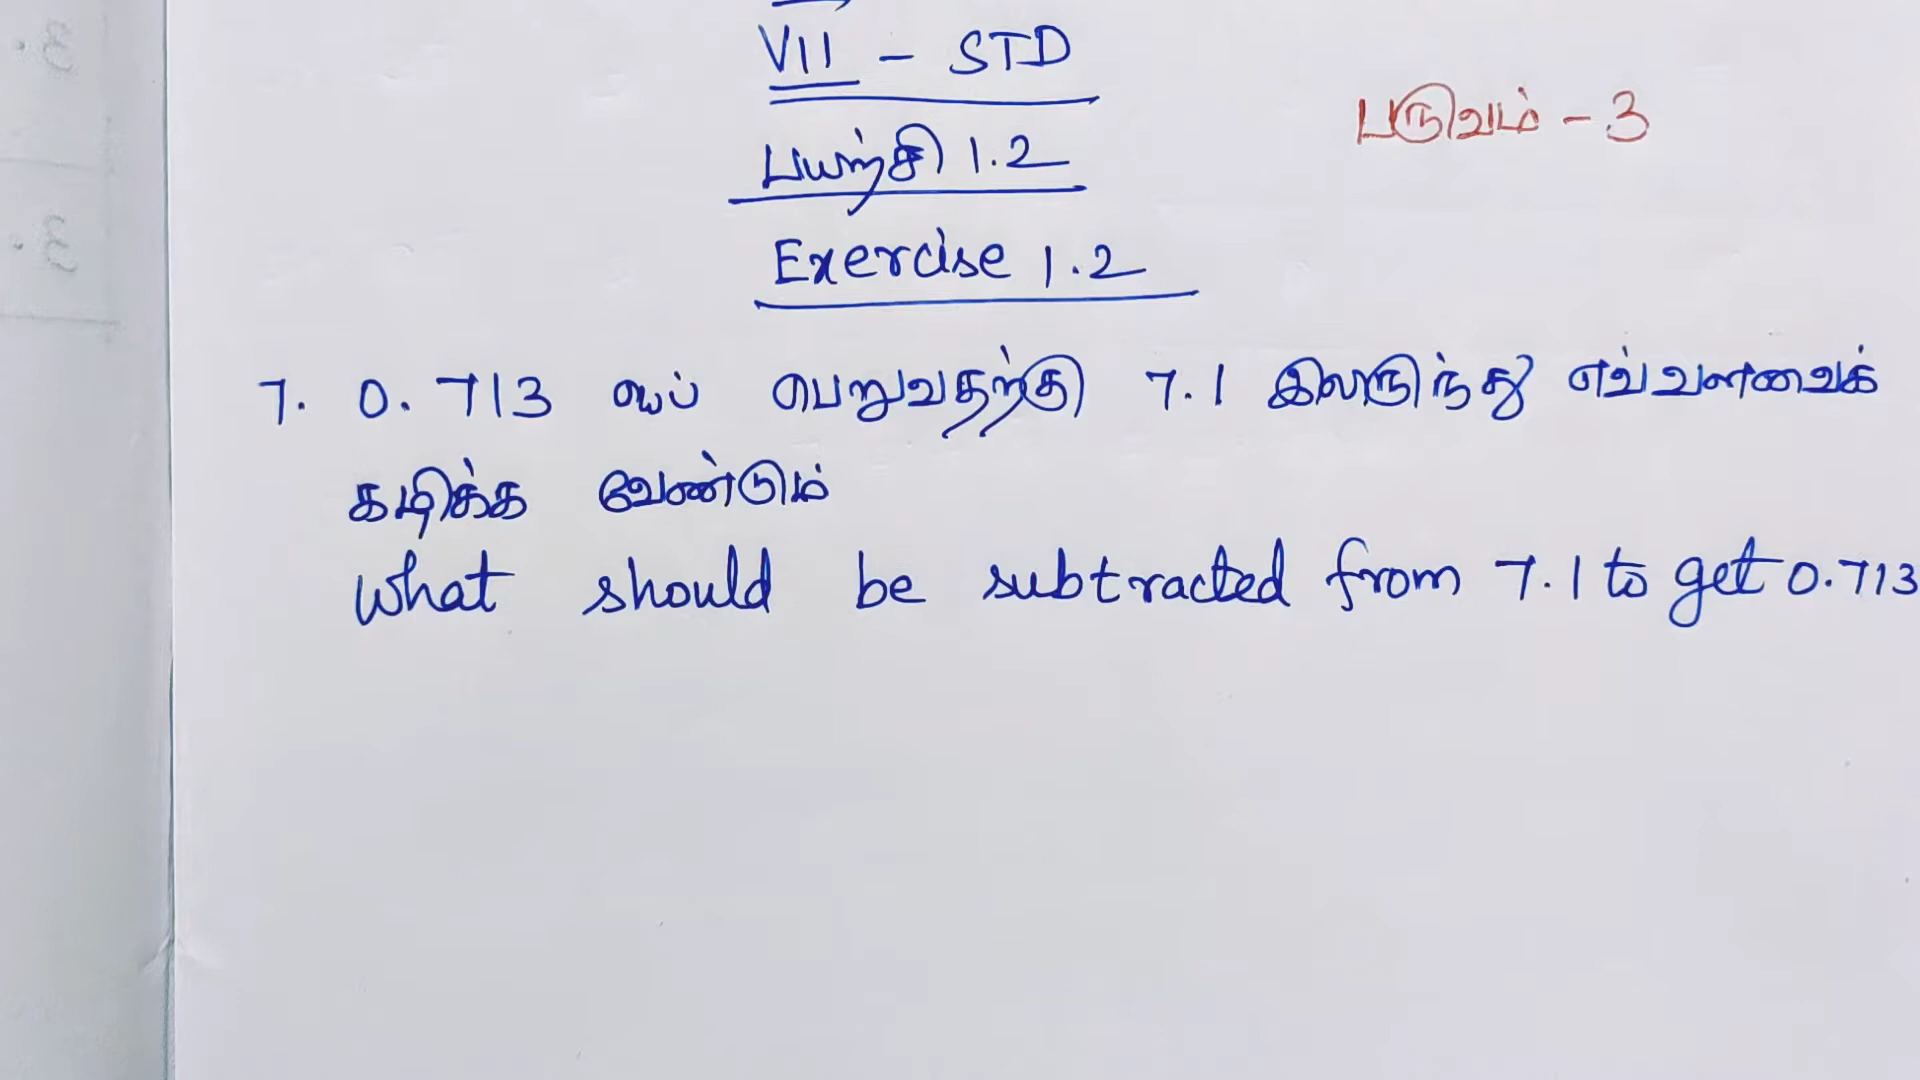 VII - STD
பருவம் - 3
பயிற்சி 1.2
Exercise 1.2
7. 0.713 ஐப் பெறுவதற்கு 7.1 இலிருந்து எவ்வளவைக்
கழிக்க வேண்டும்
What should be subtracted from 7.1 to get 0.713